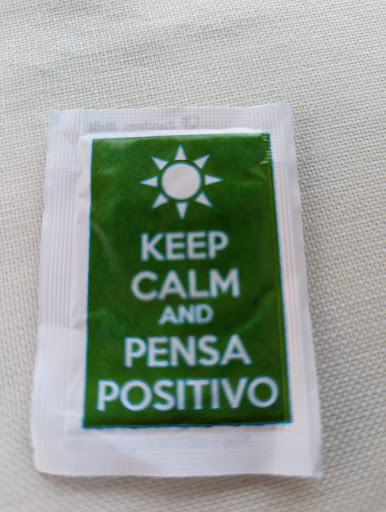 KEEP
CALM
AND
PENSA
POSITIVO